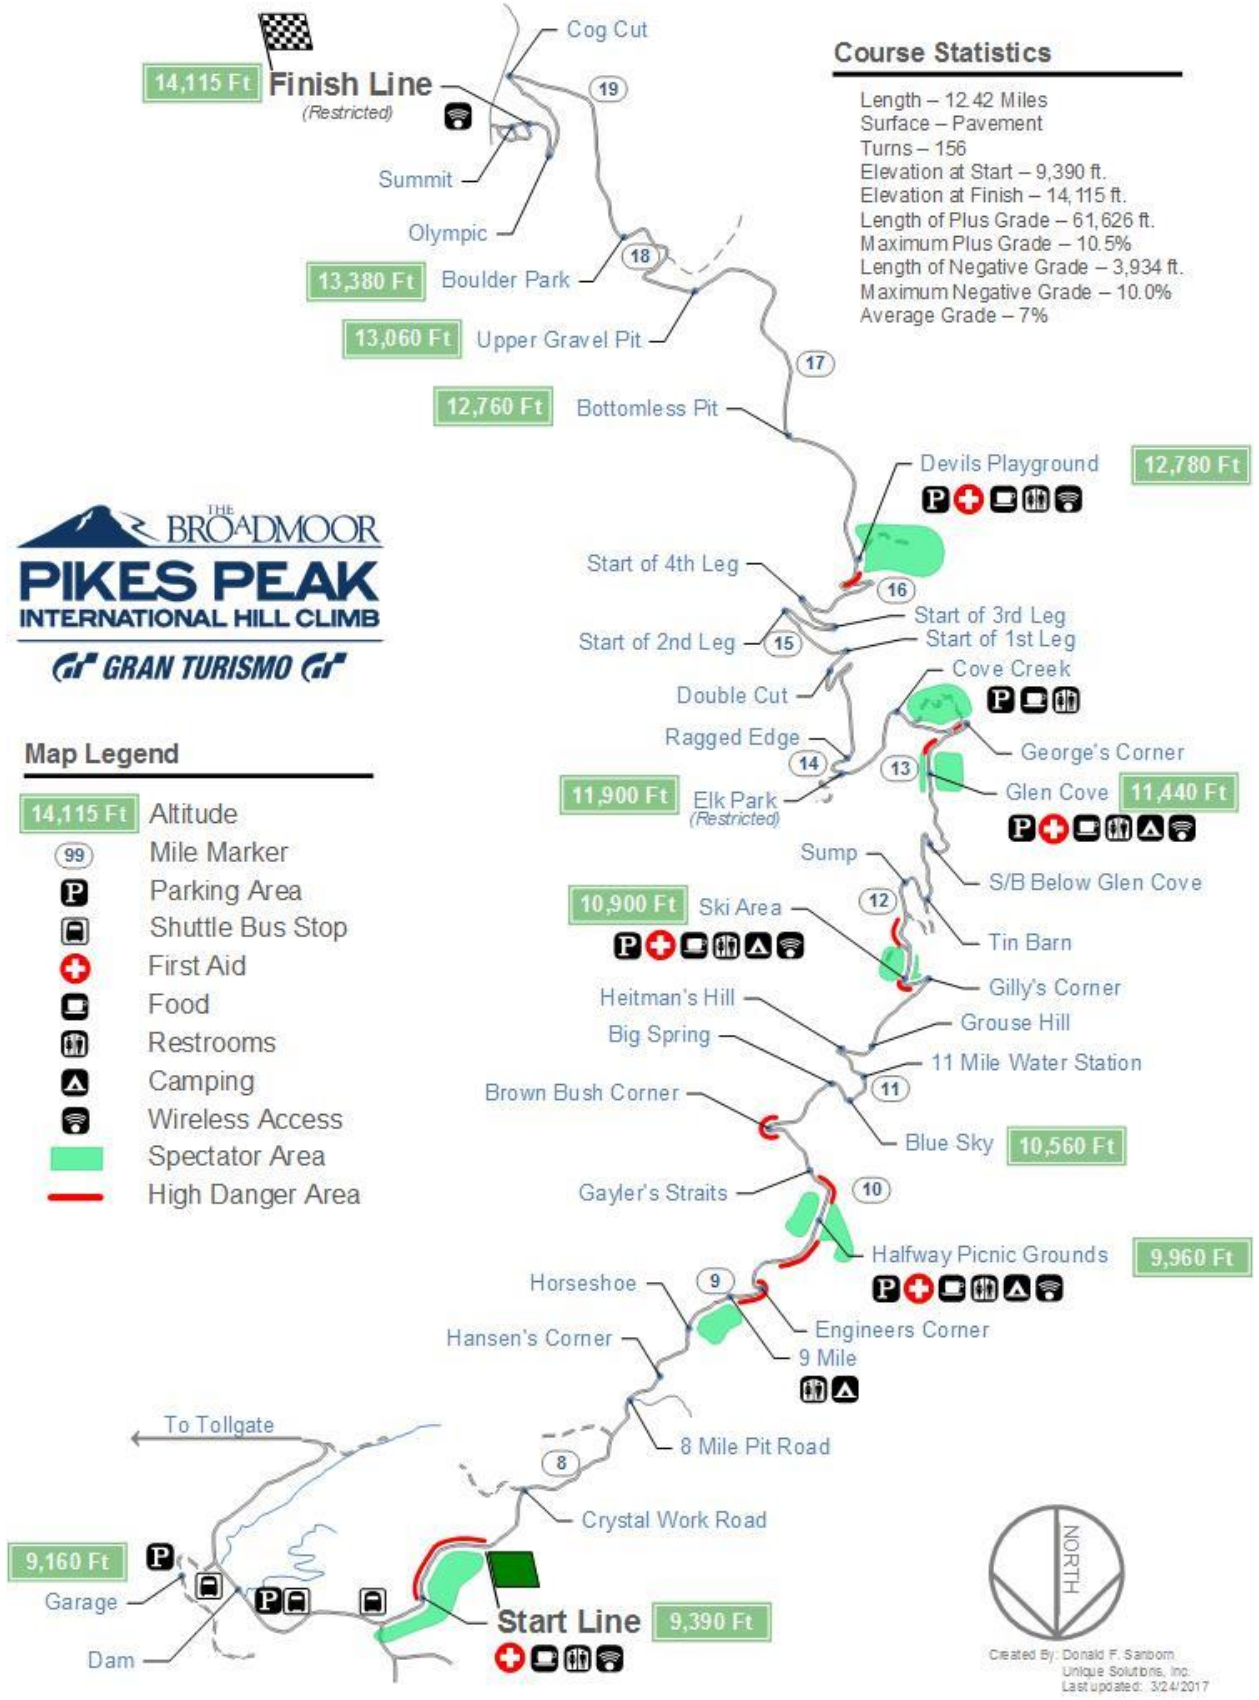 Cog Cut
14,115 Ft
Finish Line
(Restricted)
19
Summit
Olympic
18
13,380 Ft
Boulder Park
13,060 Ft
Upper Gravel Pit
17
12,760 Ft
Bottomless Pit
Course Statistics
Length – 12.42 Miles
Surface – Pavement
Turns – 156
Elevation at Start – 9,390 ft.
Elevation at Finish – 14,115 ft.
Length of Plus Grade – 61,626 ft.
Maximum Plus Grade – 10.5%
Length of Negative Grade – 3,934 ft.
Maximum Negative Grade – 10.0%
Average Grade – 7%
Devils Playground
12,780 Ft
P
THE
BROADMOOR
PIKES PEAK
INTERNATIONAL HILL CLIMB
GT GRAN TURISMO GT
Start of 4th Leg
16
Start of 3rd Leg
Start of 2nd Leg
15
Start of 1st Leg
Cove Creek
P
Double Cut
Ragged Edge
14
13
George's Corner
11,900 Ft
Elk Park
(Restricted)
Glen Cove
11,440 Ft
P
Sump
S/B Below Glen Cove
12
10,900 Ft
Ski Area
P
Tin Barn
Gilly's Corner
Heitman's Hill
Grouse Hill
Big Spring
11 Mile Water Station
11
Brown Bush Corner
Blue Sky
10,560 Ft
Gayler's Straits
10
Halfway Picnic Grounds
9,960 Ft
P
Horseshoe
9
Engineers Corner
Hansen's Corner
9 Mile
8 Mile Pit Road
8
Crystal Work Road
Map Legend
14,115 Ft
Altitude
99
Mile Marker
P
Parking Area
Shuttle Bus Stop
First Aid
Food
Restrooms
Camping
Wireless Access
Spectator Area
High Danger Area
To Tollgate
9,160 Ft
P
Garage
P
Dam
Start Line
9,390 Ft
NORTH
Created By: Donald F. Sanborn
Unique Solutions, Inc.
Last updated: 3/24/2017